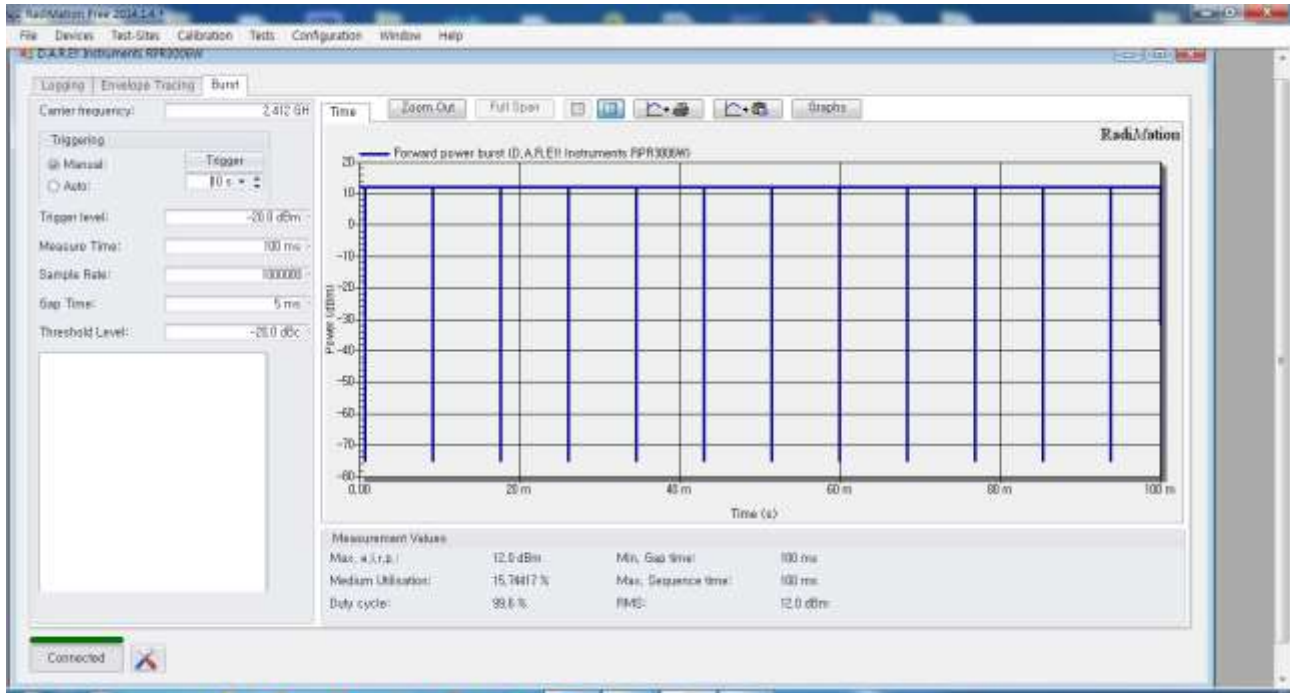 RadiMation Free 2014.1.4.1
File Devices Test-Sites Calibration Tests Configuration Window Help
D.A.R.E!! Instruments RPR3006W
Logging Envelope Tracing Burst
Carrier frequency: 2,412 GH
Triggering
Manual Trigger
Auto: 10 s
Trigger level: -20.0 dBm
Measure Time: 100 ms
Sample Rate: 1000000
Gap Time: 5 ms
Threshold Level: -20.0 dBc
Time Zoom Out Full Span Graphs
RadiMation
Forward power burst (D.A.R.E!! Instruments RPR3006W)
20
10
0
-10
-20
-30
-40
-50
-60
-70
-80
Power (dBm)
0.00 20 m 40 m 60 m 80 m 100 m
Time (s)
Measurement Values
Max. e.i.r.p.: 12.0 dBm Min. Gap time: 100 ms
Medium Utilisation: % Max. Sequence time: 100 ms
Duty cycle: 99.6 % RMS: 12.0 dBm
Connected